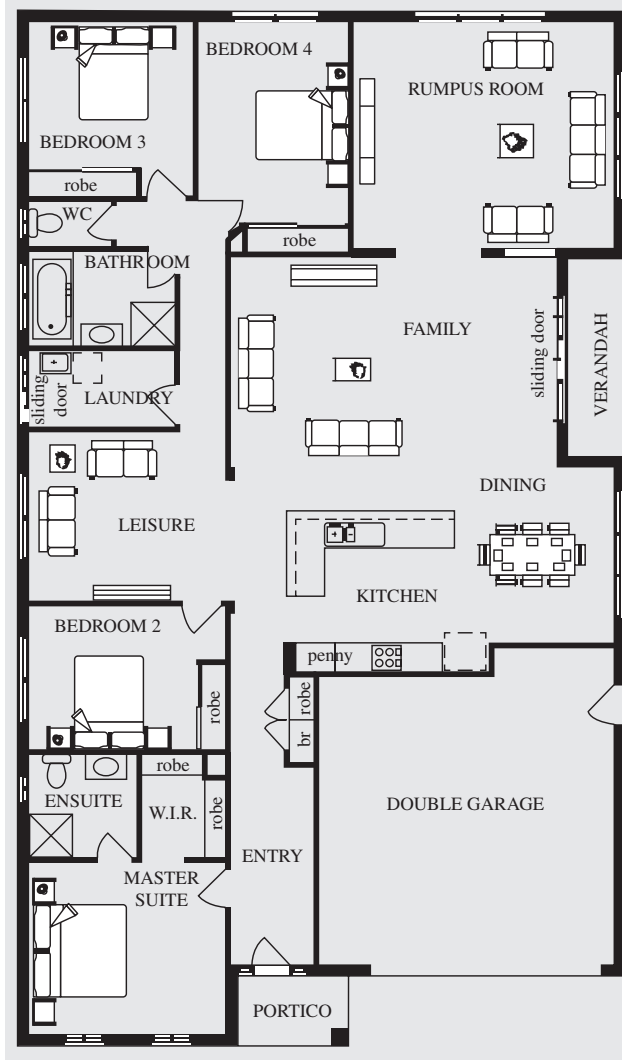 BEDROOM 4
RUMPUS ROOM
BEDROOM 3
robe
WC
robe
BATHROOM
FAMILY
sliding door
VERANDAH
sliding
door
LAUNDRY
DINING
LEISURE
KITCHEN
BEDROOM 2
penny
robe
robe
br
robe
ENSUITE
W.I.R.
robe
DOUBLE GARAGE
ENTRY
MASTER
SUITE
PORTICO